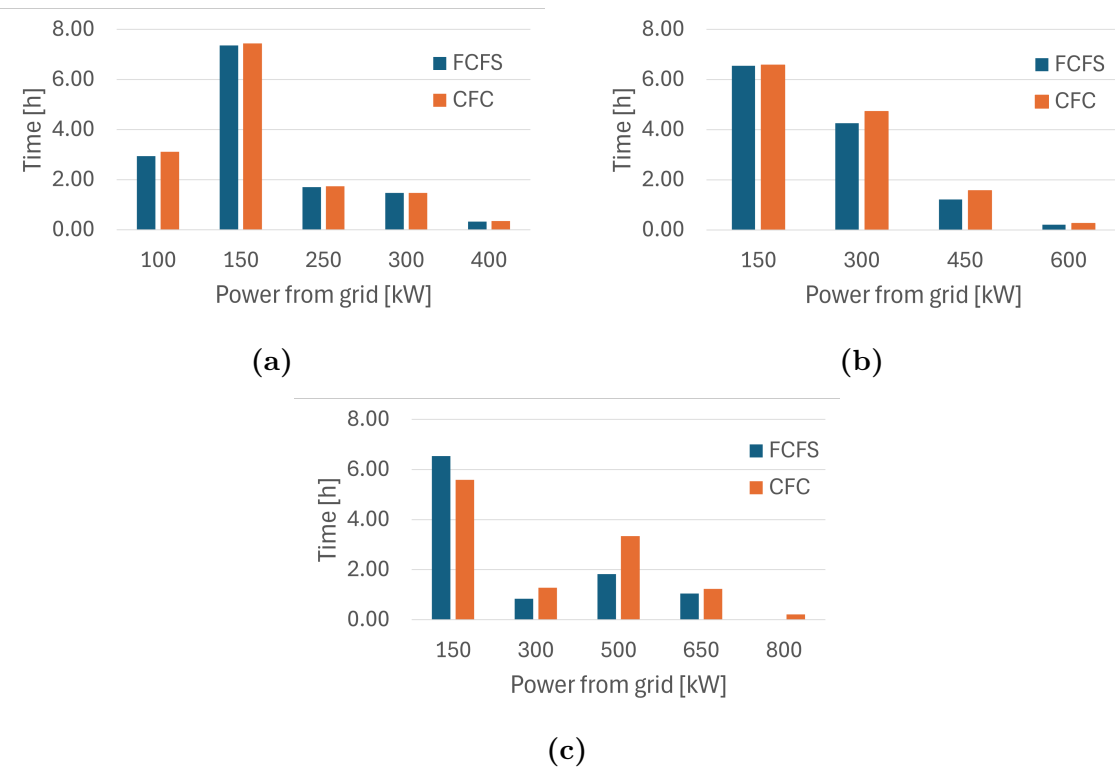 8.00
6.00
4.00
2.00
0.00
Time [h]
FCFS
CFC
100 150 250 300 400
Power from grid [kW]
(a)
8.00
6.00
4.00
2.00
0.00
Time [h]
FCFS
CFC
150 300 450 600
Power from grid [kW]
(b)
8.00
6.00
4.00
2.00
0.00
Time [h]
FCFS
CFC
150 300 500 650 800
Power from grid [kW]
(c)